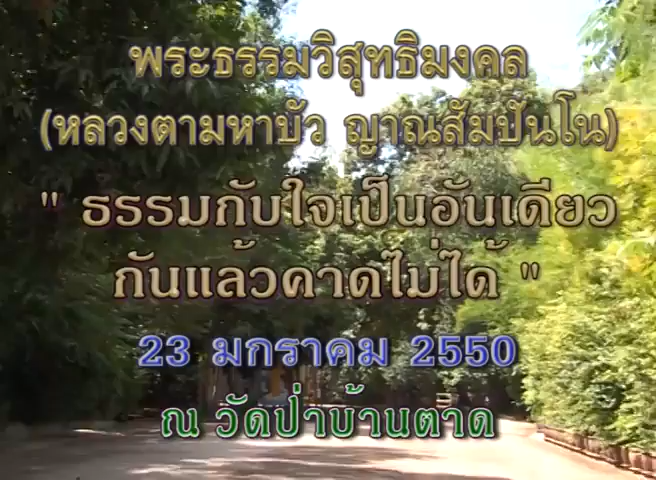 พระธรรมวิสุทธิมงคล
(หลวงตามหาบัว ญาณสัมปันโน)
" ธรรมกับใจเป็นอันเดียว
กันแล้วคาดไม่ได้ "
23 มกราคม 2550
ณ วัดป่าบ้านตาด